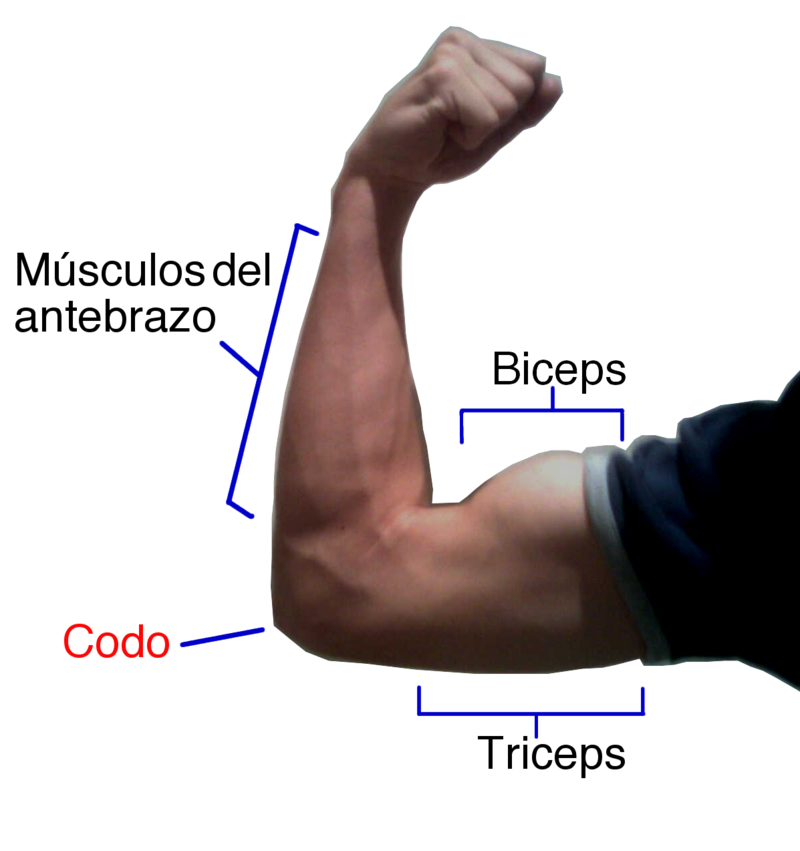 Músculos del
antebrazo
Biceps
Codo
Triceps